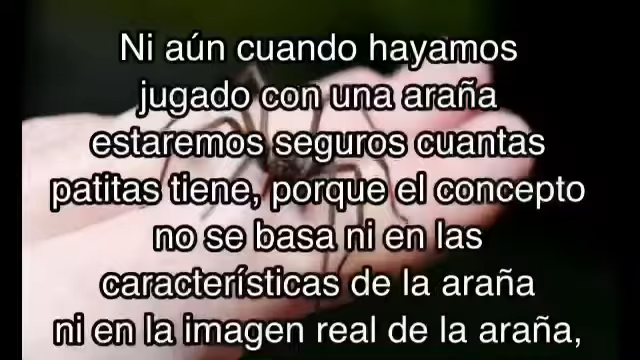 Ni aún cuando hayamos
jugado con una araña
estaremos seguros cuantas
patitas tiene, porque el concepto
no se basa ni en las
características de la araña
ni en la imagen real de la araña,